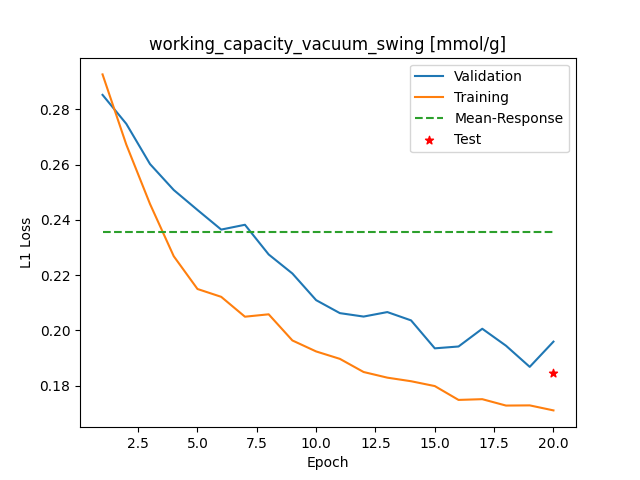 working_capacity_vacuum_swing [mmol/g]
Validation
Training
Mean-Response
Test
L1 Loss
0.28
0.26
0.24
0.22
0.20
0.18
2.5 5.0 7.5 10.0 12.5 15.0 17.5 20.0
Epoch